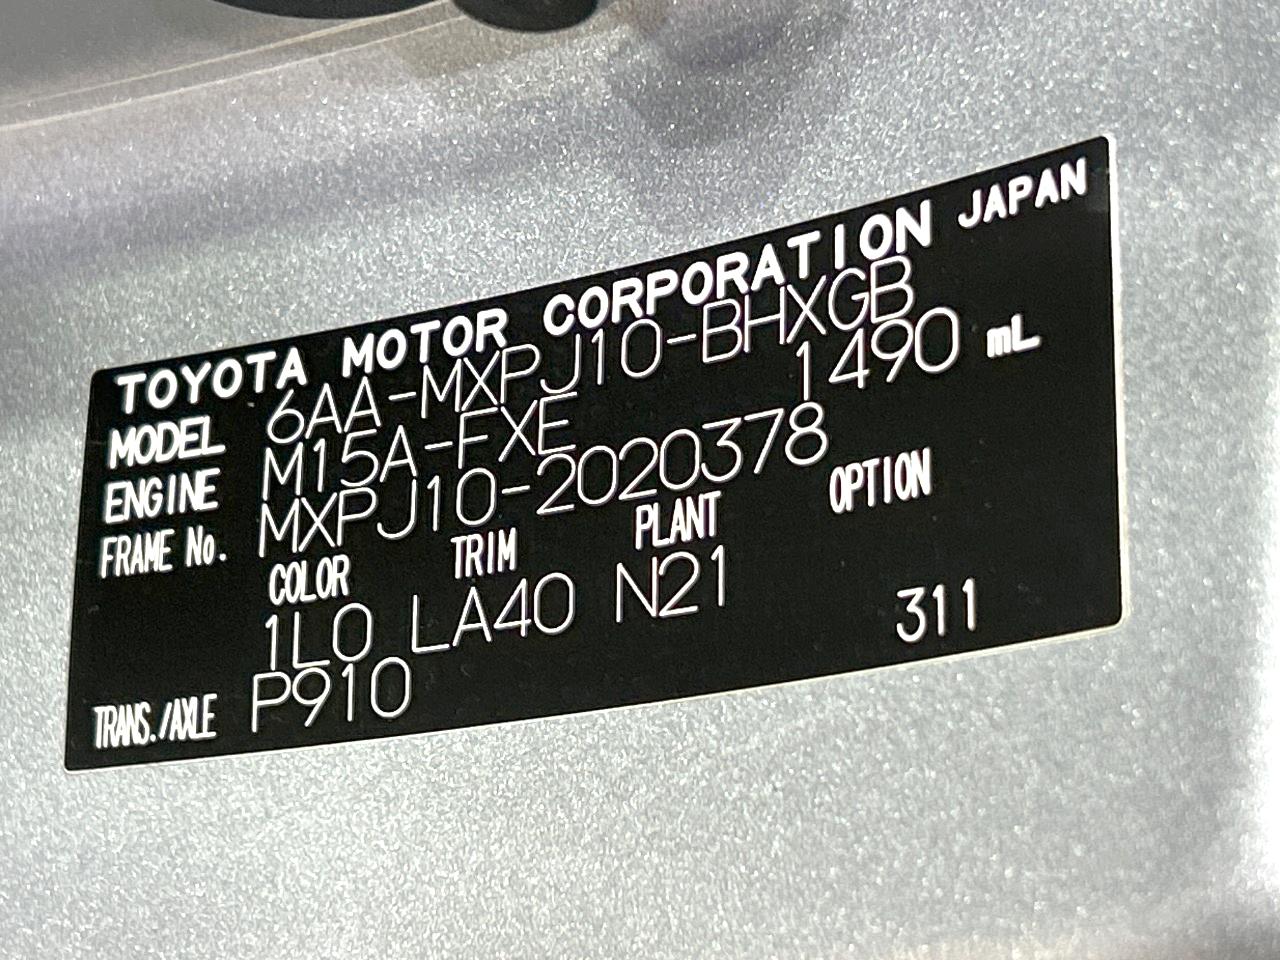 TOYOTA MOTOR CORPORATION JAPAN
MODEL 6AA-MXPJ10-BHXGB
ENGINE M15A-FXE 1490 mL
FRAME No. MXPJ10-2020378
COLOR TRIM PLANT OPTION
1L0 LA40 N21
TRANS./AXLE P910 311